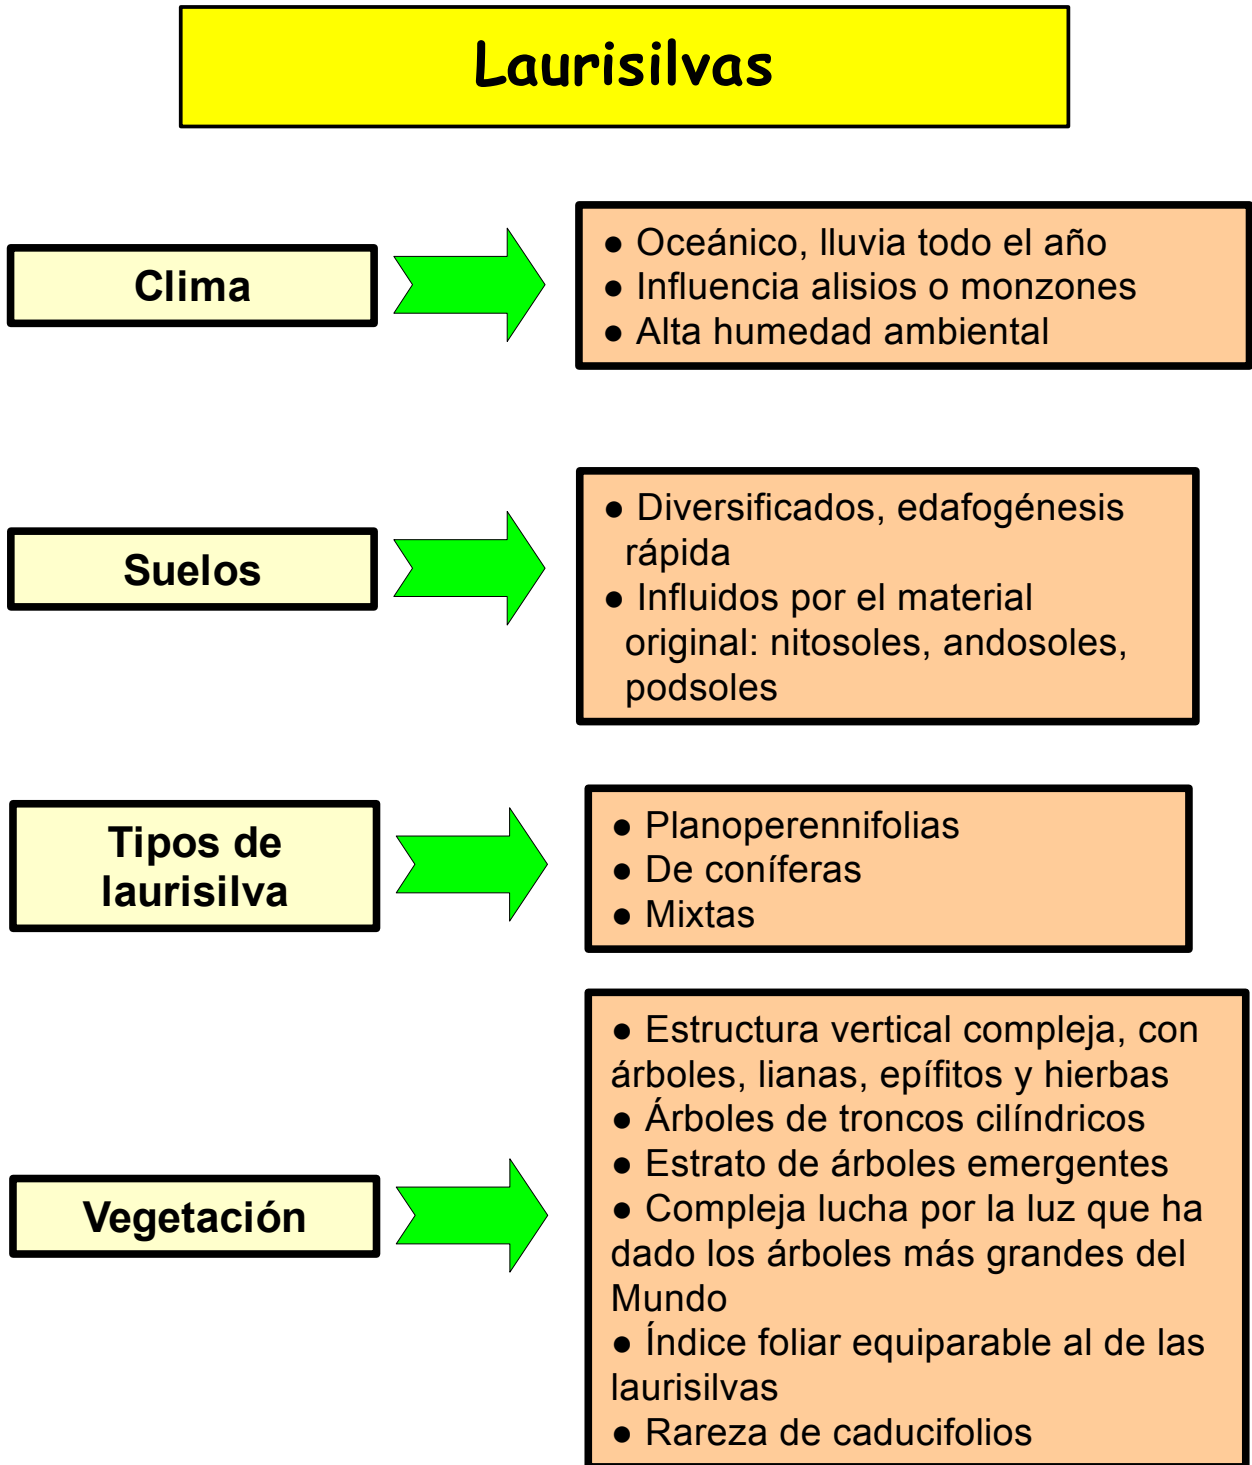 Laurisilvas
Clima
● Oceánico, lluvia todo el año
● Influencia alisios o monzones
● Alta humedad ambiental
Suelos
● Diversificados, edafogénesis
rápida
● Influidos por el material
original: nitosoles, andosoles,
podsoles
Tipos de
laurisilva
● Planoperennifolias
● De coníferas
● Mixtas
Vegetación
● Estructura vertical compleja, con
árboles, lianas, epífitos y hierbas
● Árboles de troncos cilíndricos
● Estrato de árboles emergentes
● Compleja lucha por la luz que ha
dado los árboles más grandes del
Mundo
● Índice foliar equiparable al de las
laurisilvas
● Rareza de caducifolios